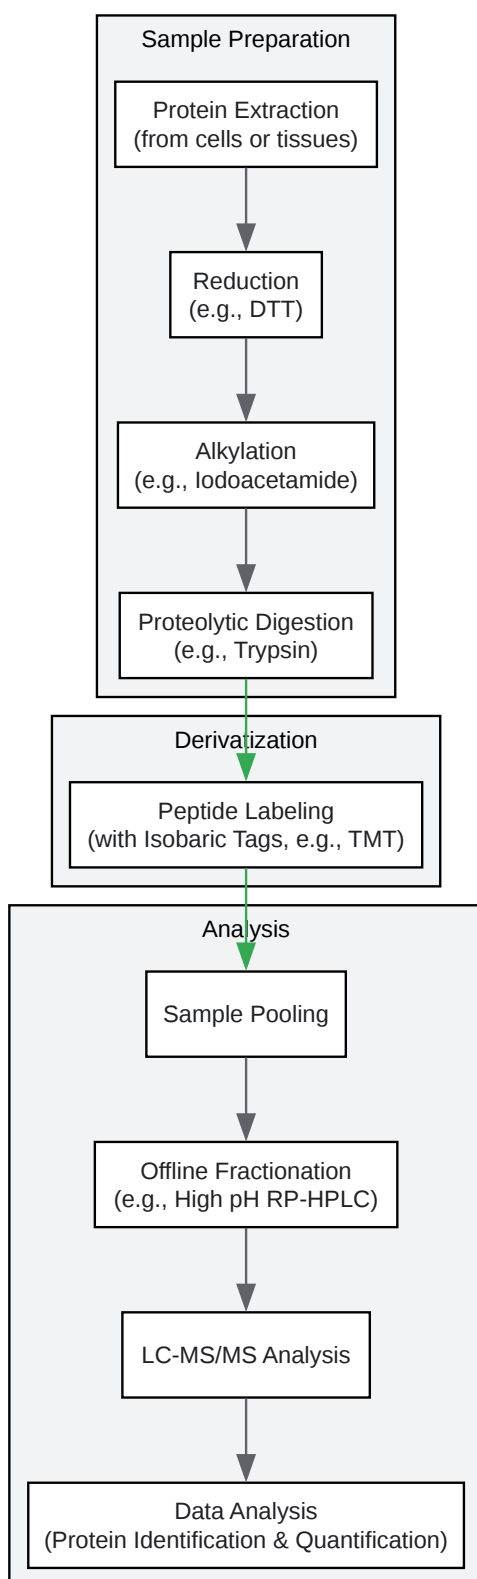 Sample Preparation
Protein Extraction
(from cells or tissues)
Reduction
(e.g., DTT)
Alkylation
(e.g., Iodoacetamide)
Proteolytic Digestion
(e.g., Trypsin)
Derivatization
Peptide Labeling
(with Isobaric Tags, e.g., TMT)
Analysis
Sample Pooling
Offline Fractionation
(e.g., High pH RP-HPLC)
LC-MS/MS Analysis
Data Analysis
(Protein Identification & Quantification)